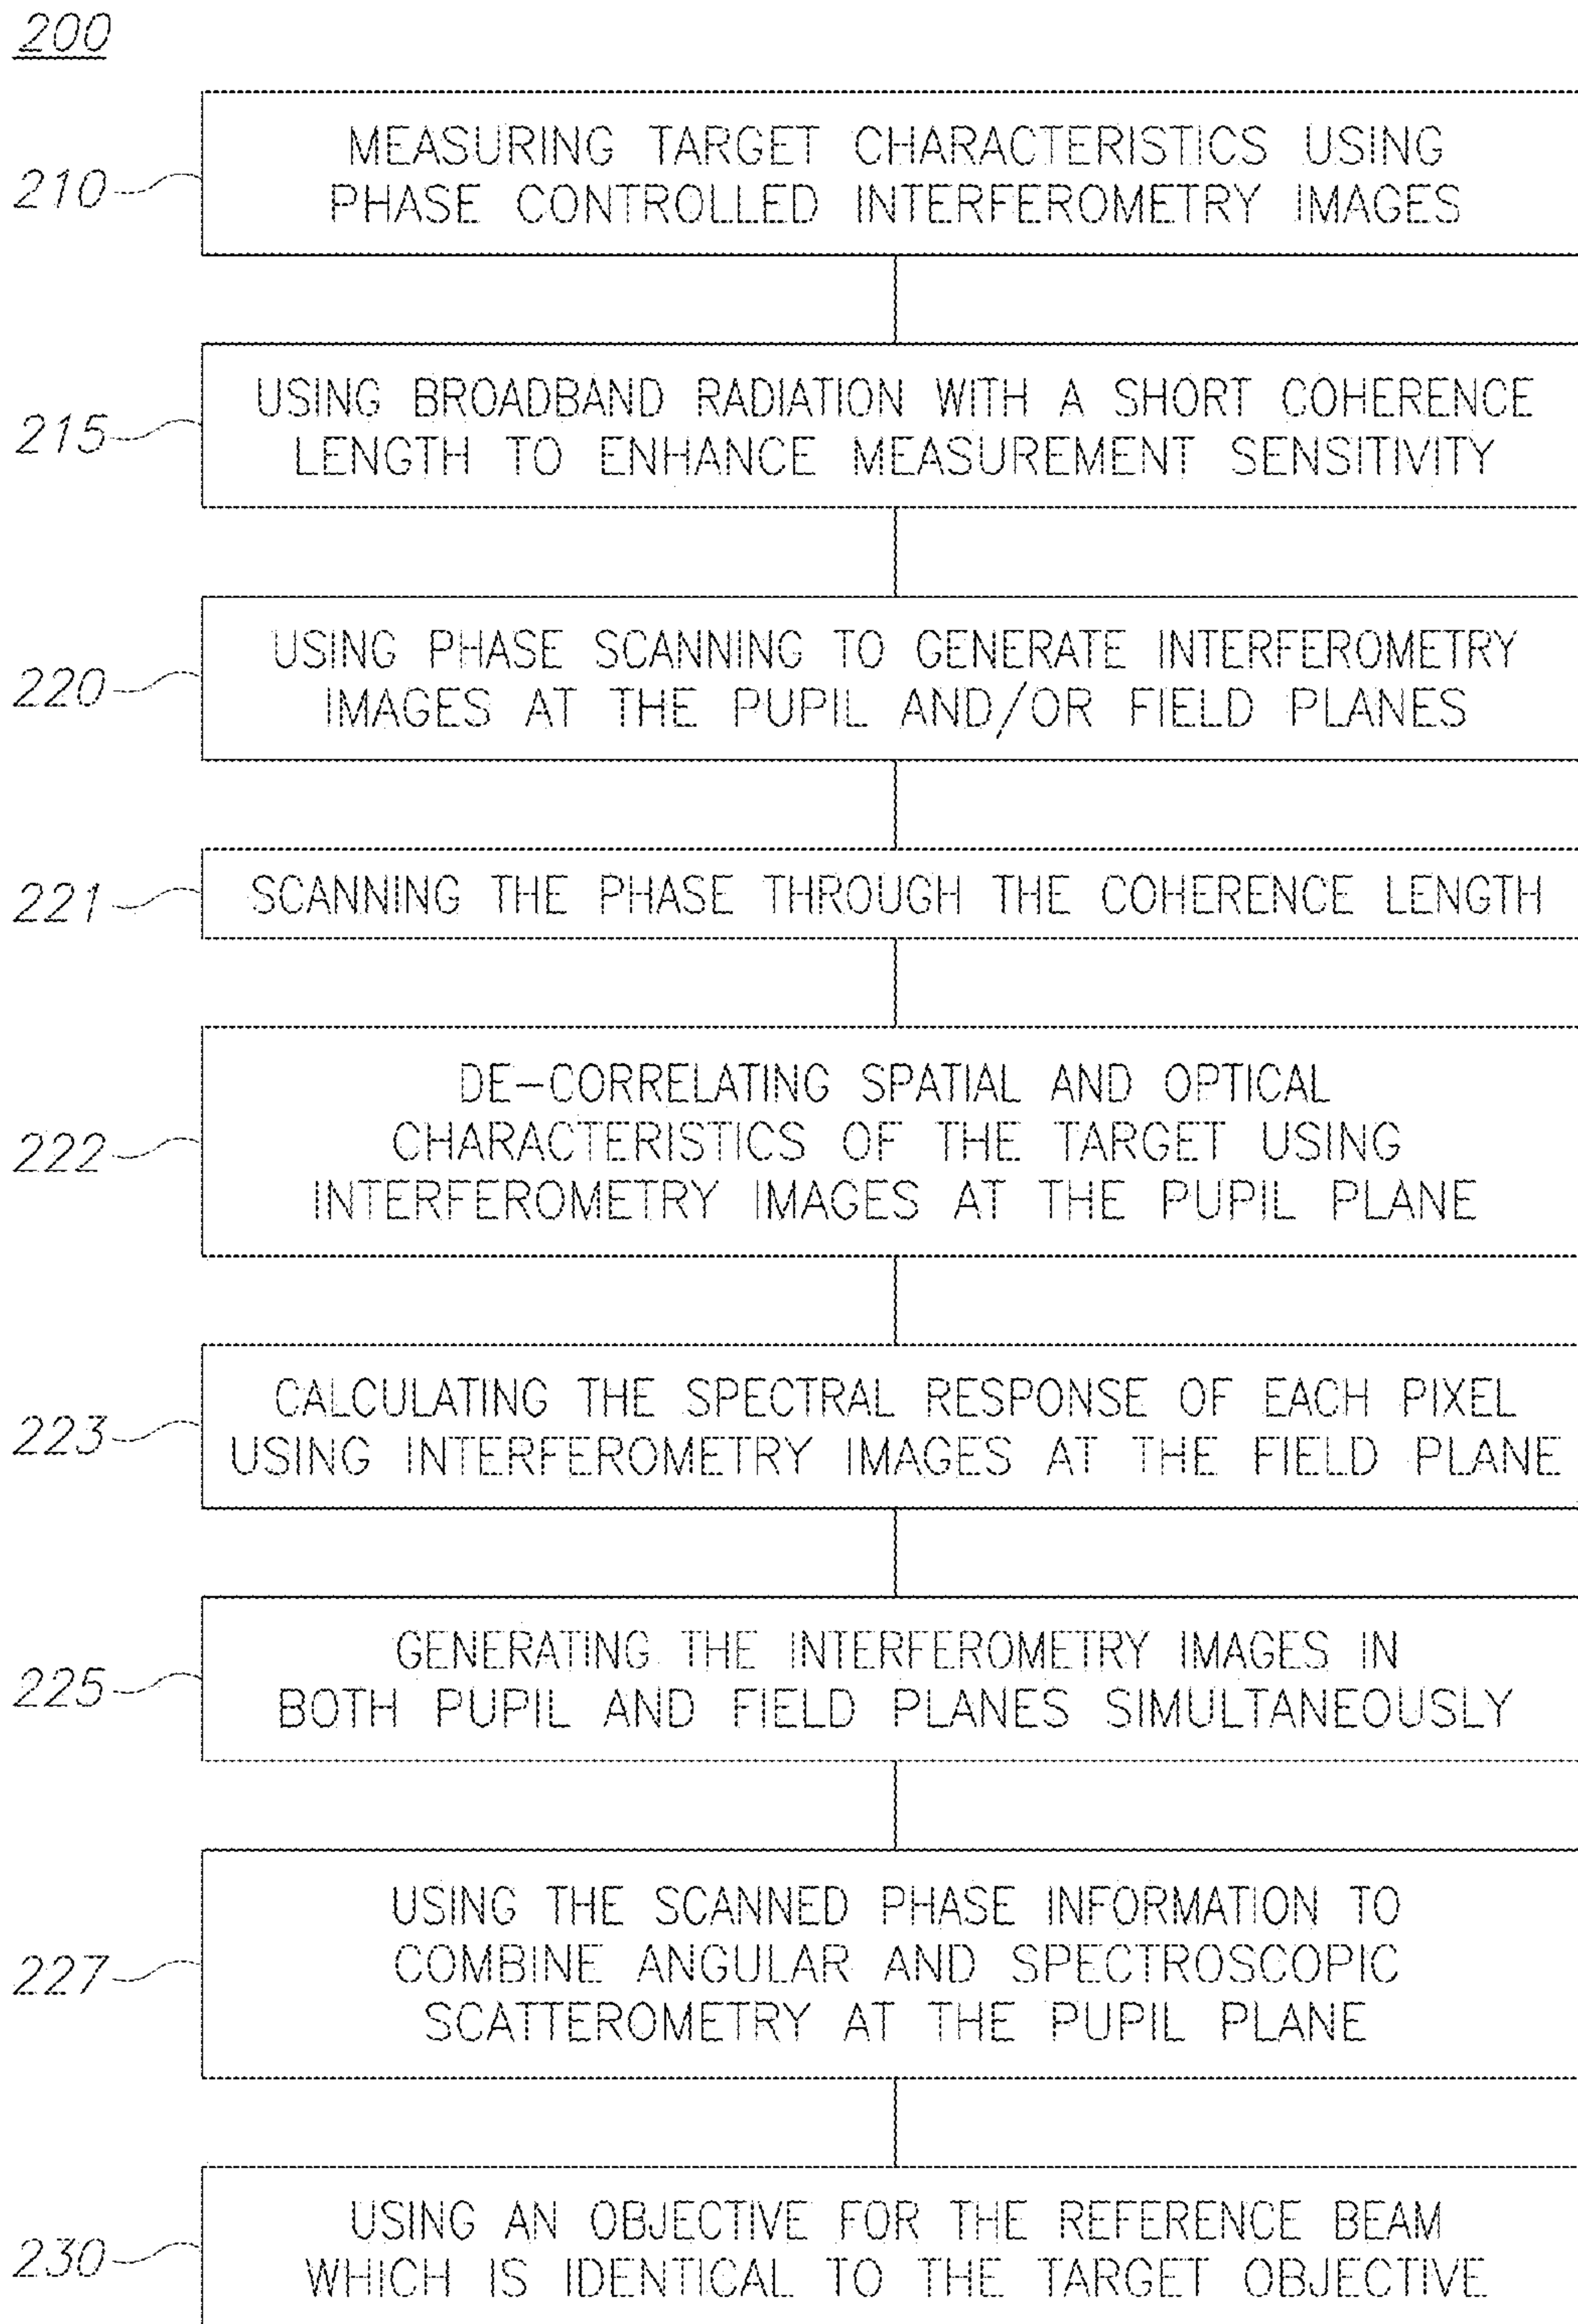 200
210
MEASURING TARGET CHARACTERISTICS USING
PHASE CONTROLLED INTERFEROMETRY IMAGES
215
USING BROADBAND RADIATION WITH A SHORT COHERENCE
LENGTH TO ENHANCE MEASUREMENT SENSITIVITY
220
USING PHASE SCANNING TO GENERATE INTERFEROMETRY
IMAGES AT THE PUPIL AND/OR FIELD PLANES
221
SCANNING THE PHASE THROUGH THE COHERENCE LENGTH
222
DE-CORRELATING SPATIAL AND OPTICAL
CHARACTERISTICS OF THE TARGET USING
INTERFEROMETRY IMAGES AT THE PUPIL PLANE
223
CALCULATING THE SPECTRAL RESPONSE OF EACH PIXEL
USING INTERFEROMETRY IMAGES AT THE FIELD PLANE
225
GENERATING THE INTERFEROMETRY IMAGES IN
BOTH PUPIL AND FIELD PLANES SIMULTANEOUSLY
227
USING THE SCANNED PHASE INFORMATION TO
COMBINE ANGULAR AND SPECTROSCOPIC
SCATTEROMETRY AT THE PUPIL PLANE
230
USING AN OBJECTIVE FOR THE REFERENCE BEAM
WHICH IS IDENTICAL TO THE TARGET OBJECTIVE